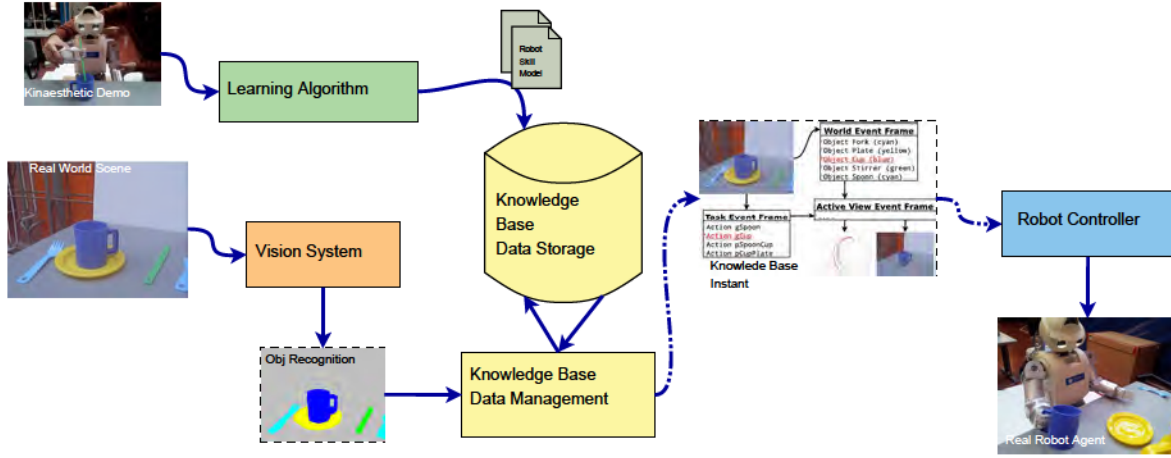 Kinaesthetic Demo
Learning Algorithm
Robot
Skill
Model
Real World Scene
Vision System
Knowledge
Base
Data Storage
Obj Recognition
Knowledge Base
Data Management
World Event Frame
Object Fork (cyan)
Object Plate (yellow)
Object Cup (blue)
Object Stirrer (green)
Object Spoon (cyan)
Task Event Frame
Action gSpoon
Action gCup
Action pSpoonCup
Action pCupPlate
Active View Event Frame
Knowlede Base
Instant
Robot Controller
Real Robot Agent